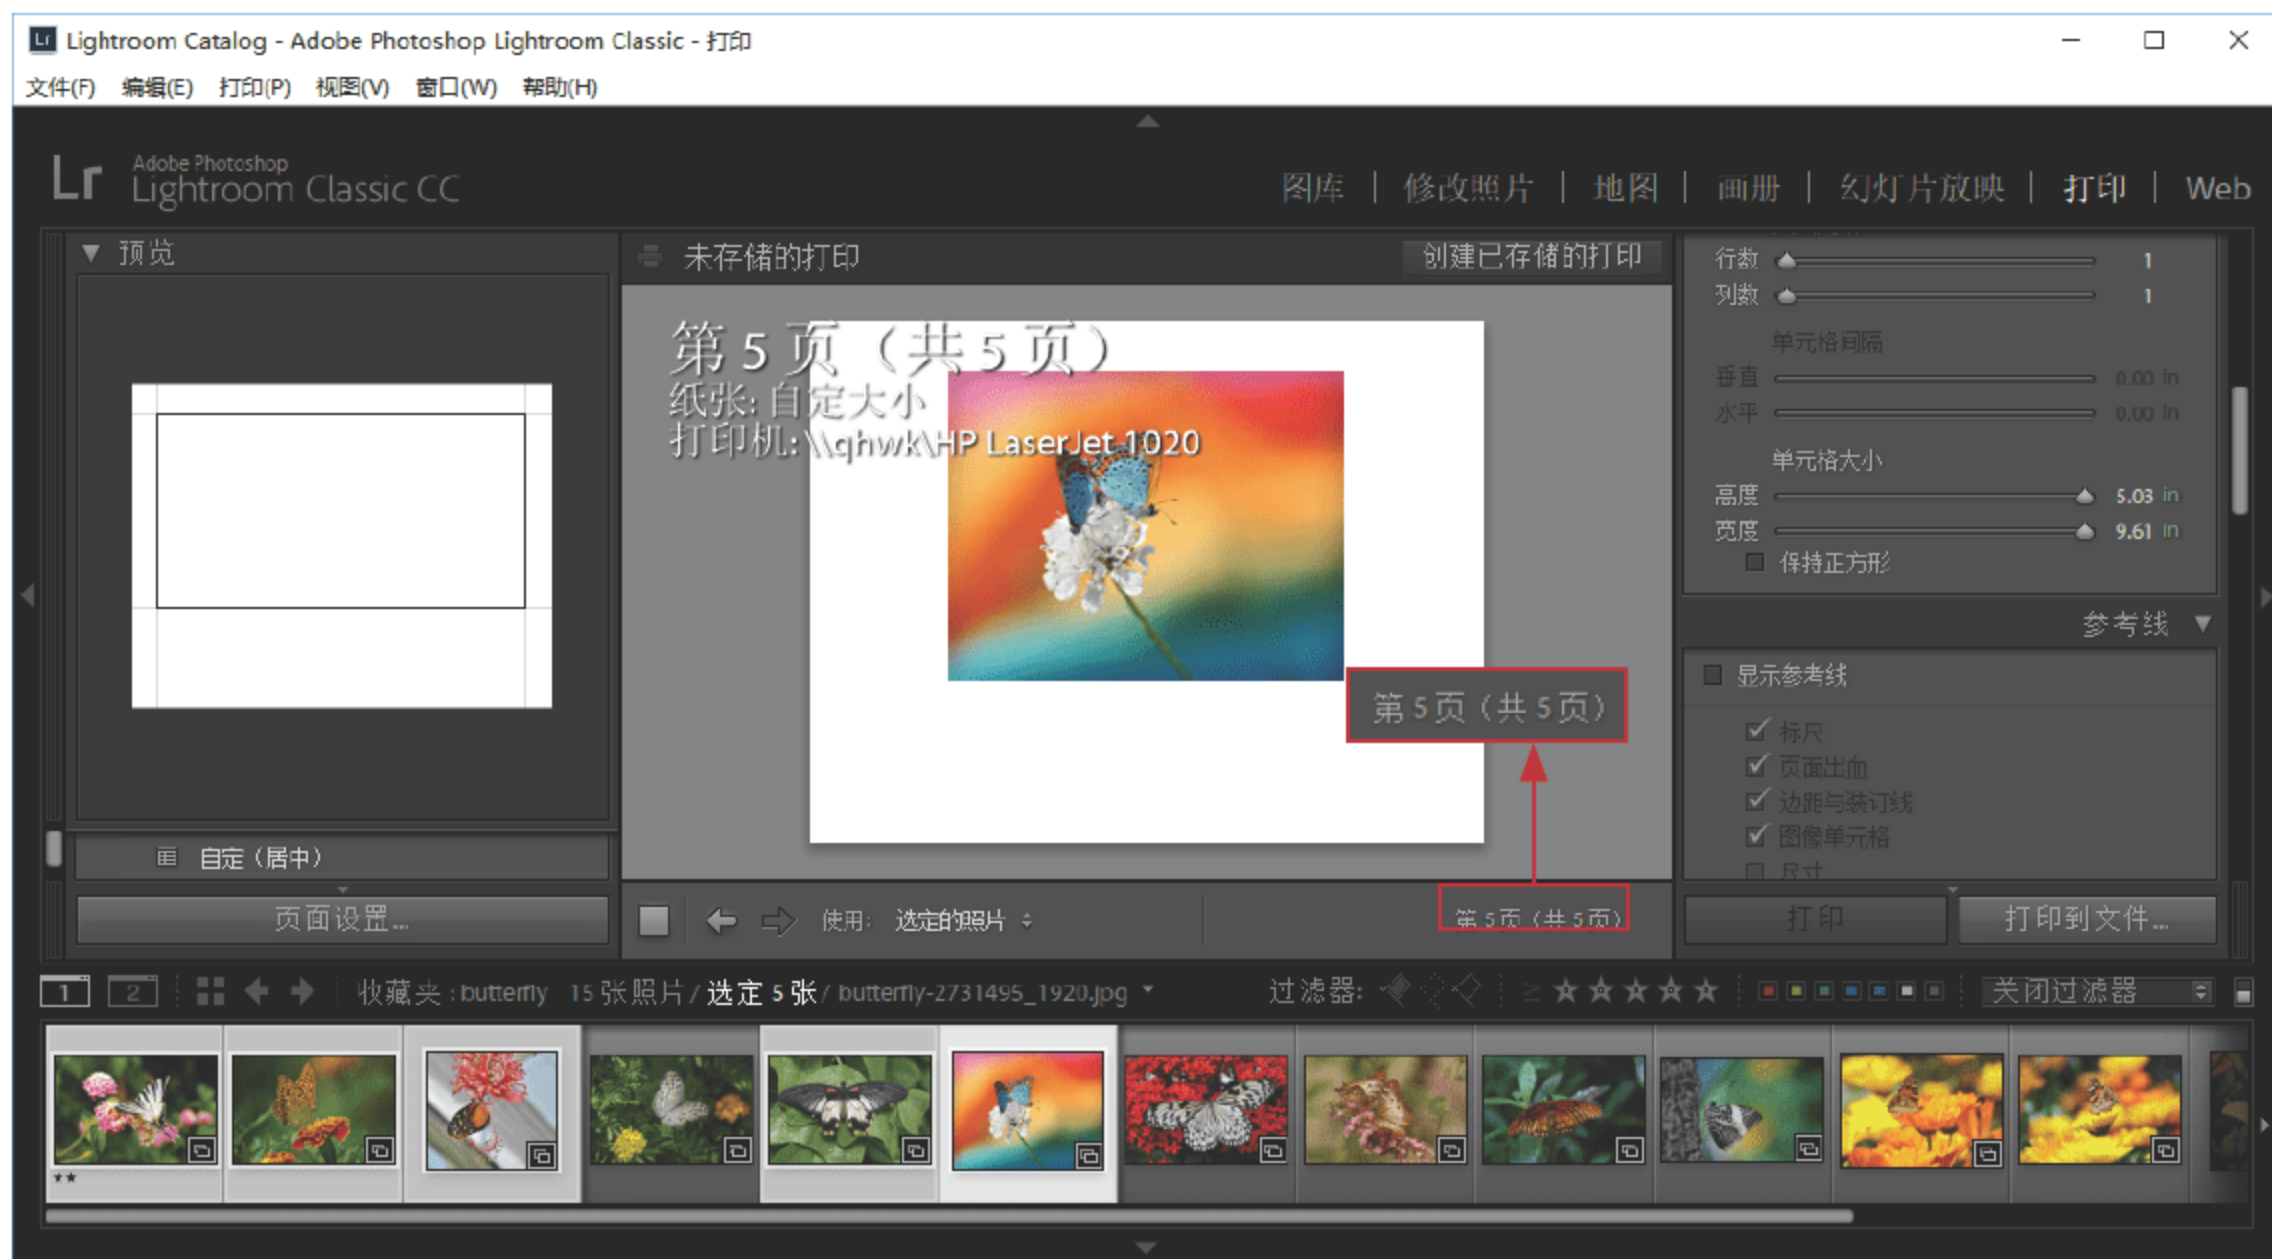 Lr Lightroom Catalog - Adobe Photoshop Lightroom Classic - 打印
文件(F) 编辑(E) 打印(P) 视图(V) 窗口(W) 帮助(H)
Lr Adobe Photoshop
Lightroom Classic CC
图库 | 修改照片 | 地图 | 画册 | 幻灯片放映 | 打印 | Web
预览
自定（居中）
页面设置...
未存储的打印 创建已存储的打印
第 5 页（共 5 页）
纸张: 自定大小
打印机: \\qhwk\HP LaserJet 1020
第 5 页（共 5 页）
使用: 选定的照片 第 5 页（共 5 页）
行数 1
列数 1
单元格间隔
垂直 0.00 in
水平 0.00 in
单元格大小
高度 5.03 in
宽度 9.61 in
保持正方形
参考线
显示参考线
标尺
页面出血
边距与装订线
图像单元格
尺寸
打印 打印到文件...
1 2 收藏夹 : butterfly 15 张照片 / 选定 5 张 / butterfly-2731495_1920.jpg 过滤器: ≥ ★★★★★ 关闭过滤器
★★